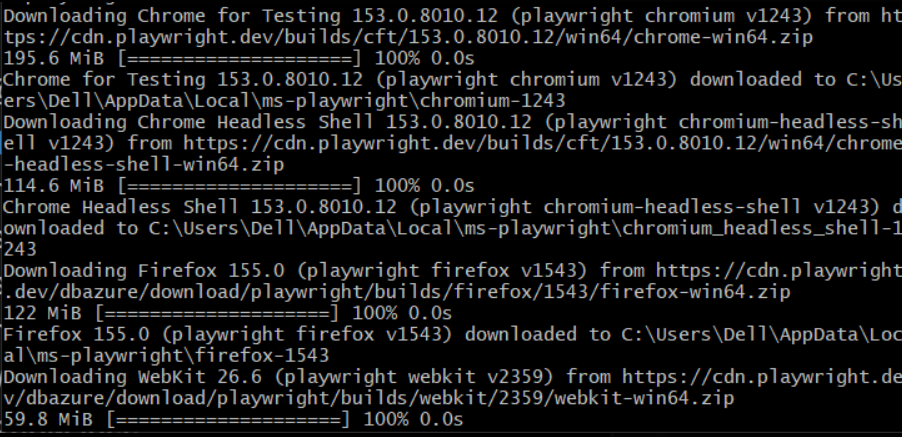 Downloading Chrome for Testing 153.0.8010.12 (playwright chromium v1243) from ht
tps://cdn.playwright.dev/builds/cft/153.0.8010.12/win64/chrome-win64.zip
195.6 MiB [====================] 100% 0.0s
Chrome for Testing 153.0.8010.12 (playwright chromium v1243) downloaded to C:\Us
ers\Dell\AppData\Local\ms-playwright\chromium-1243
Downloading Chrome Headless Shell 153.0.8010.12 (playwright chromium-headless-sh
ell v1243) from https://cdn.playwright.dev/builds/cft/153.0.8010.12/win64/chrome
-headless-shell-win64.zip
114.6 MiB [====================] 100% 0.0s
Chrome Headless Shell 153.0.8010.12 (playwright chromium-headless-shell v1243) d
ownloaded to C:\Users\Dell\AppData\Local\ms-playwright\chromium_headless_shell-1
243
Downloading Firefox 155.0 (playwright firefox v1543) from https://cdn.playwright
.dev/dbazure/download/playwright/builds/firefox/1543/firefox-win64.zip
122 MiB [====================] 100% 0.0s
Firefox 155.0 (playwright firefox v1543) downloaded to C:\Users\Dell\AppData\Loc
al\ms-playwright\firefox-1543
Downloading WebKit 26.6 (playwright webkit v2359) from https://cdn.playwright.de
v/dbazure/download/playwright/builds/webkit/2359/webkit-win64.zip
59.8 MiB [====================] 100% 0.0s